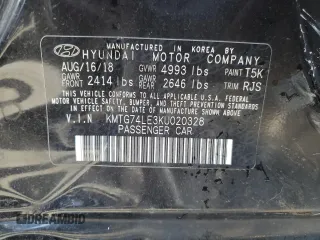 MANUFACTURED IN KOREA BY
HYUNDAI MOTOR COMPANY
AUG/16/18 GVWR 4993 lbs PAINT T5K
GAWR FRONT 2414 lbs GAWR REAR 2646 lbs TRIM RJS
THIS VEHICLE CONFORMS TO ALL APPLICABLE U.S.
FEDERAL MOTOR VEHICLE SAFETY, BUMPER, AND
THEFT PREVENTION STANDARDS IN EFFECT ON
THE DATE OF MANUFACTURE SHOWN ABOVE.
V.I.N KMTG74LE3KU020328
PASSENGER CAR
DREAMBID